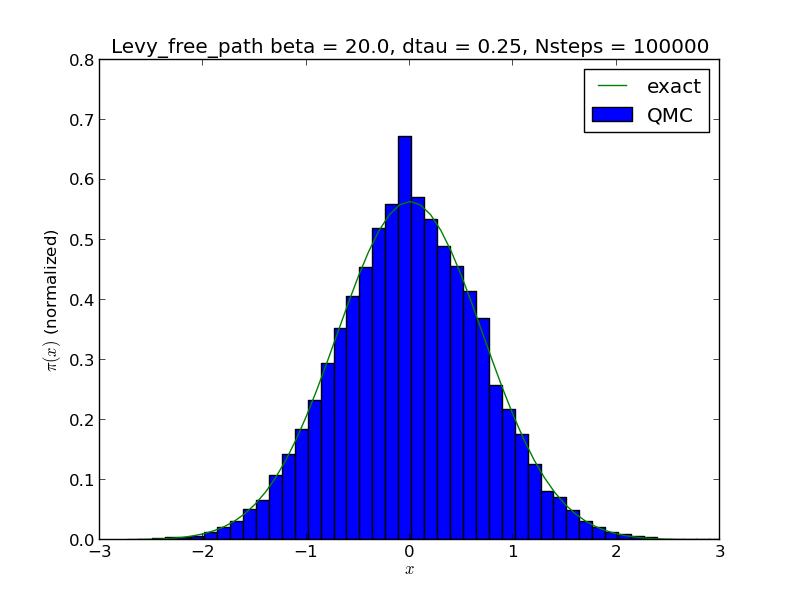 Levy_free_path beta = 20.0, dtau = 0.25, Nsteps = 100000
exact
QMC
0.8
0.7
0.6
0.5
0.4
0.3
0.2
0.1
0.0
π(x) (normalized)
−3 −2 −1 0 1 2 3
x